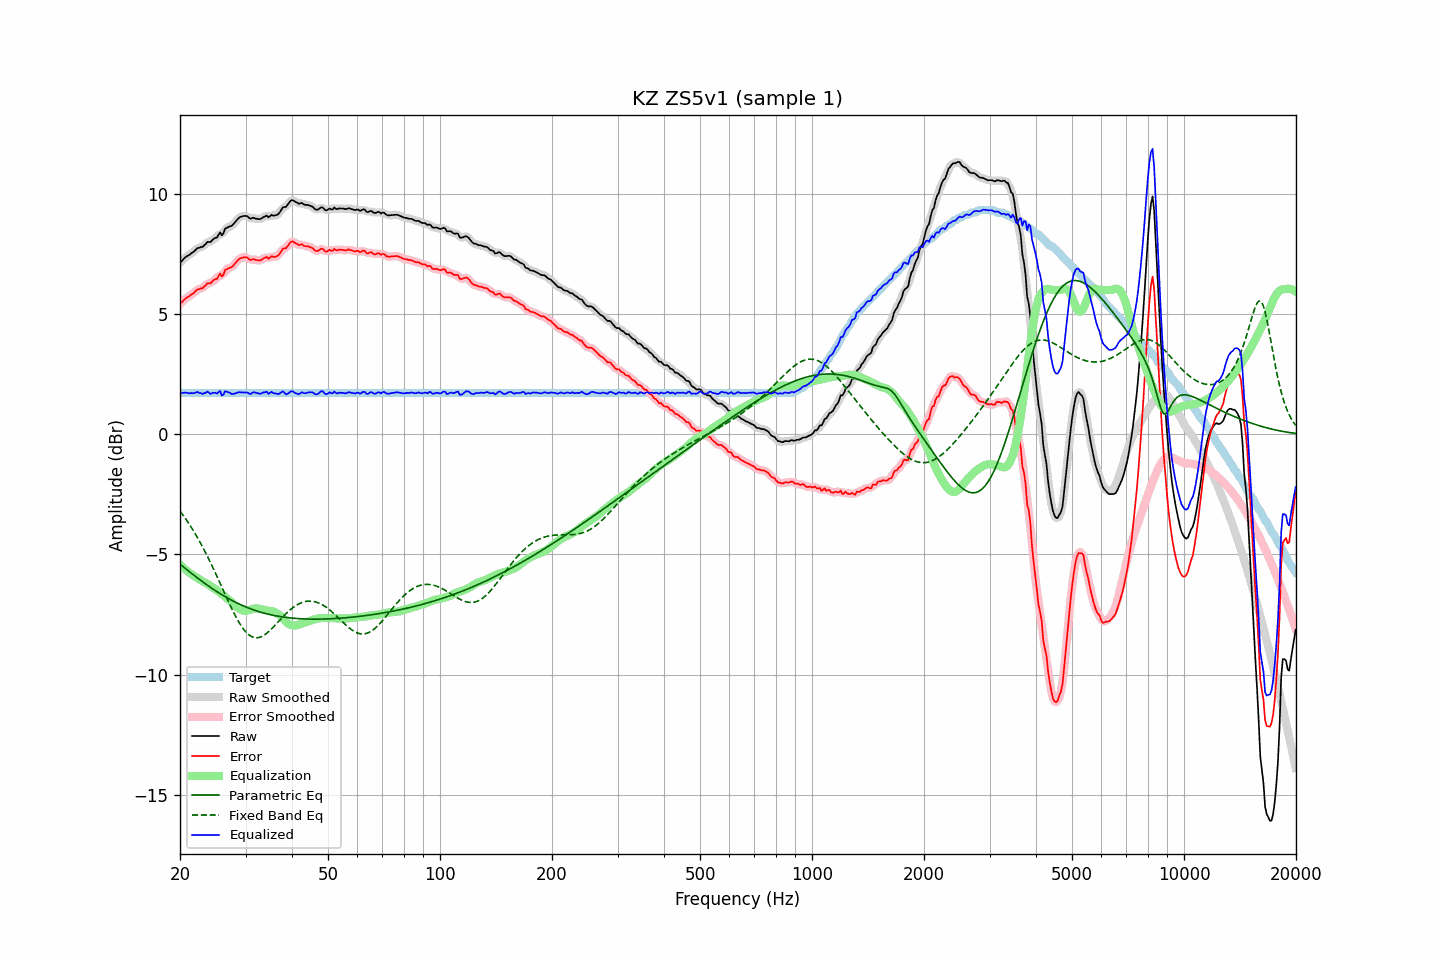 KZ ZS5v1 (sample 1)
Amplitude (dBr)
10
5
0
−5
−10
−15
Target
Raw Smoothed
Error Smoothed
Raw
Error
Equalization
Parametric Eq
Fixed Band Eq
Equalized
20 50 100 200 500 1000 2000 5000 10000 20000
Frequency (Hz)